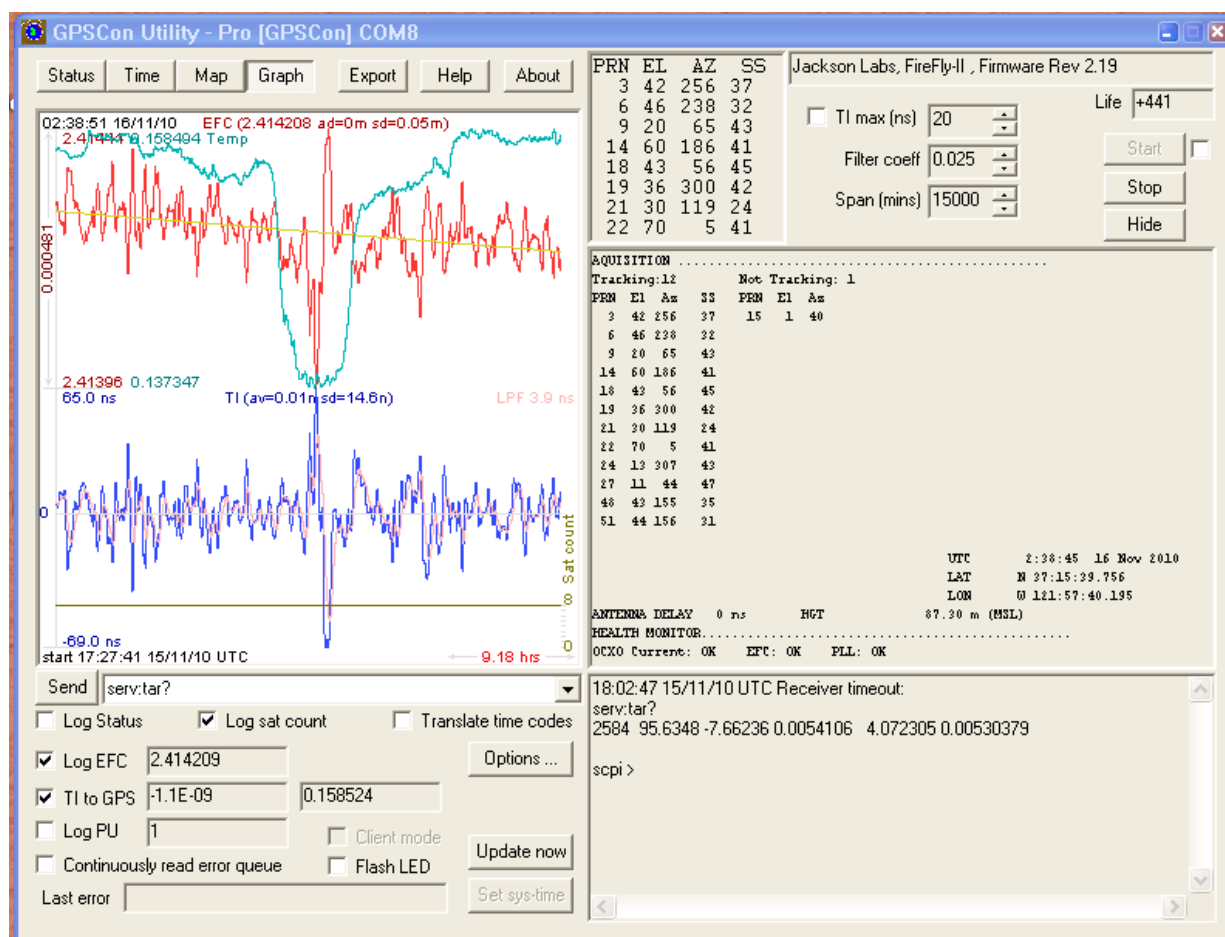 GPSCon Utility - Pro [GPSCon] COM8
Status Time Map Graph Export Help About
02:38:51 16/11/10 EFC (2.414208 ad=0m sd=0.05m)
2.41444 0.158494 Temp
0.000481
2.41396 0.137347
65.0 ns TI (av=0.01n sd=14.6n) LPF 3.9 ns
0
Sat count
8
-69.0 ns
0
start 17:27:41 15/11/10 UTC 9.18 hrs
PRN EL AZ SS
3 42 256 37
6 46 238 32
9 20 65 43
14 60 186 41
18 43 56 45
19 36 300 42
21 30 119 24
22 70 5 41
Jackson Labs, FireFly-II , Firmware Rev 2.19
Life +441
TI max (ns) 20
Start
Filter coeff 0.025
Stop
Span (mins) 15000
Hide
AQUISITION ................................................
Tracking:12 Not Tracking: 1
PRN El Az SS PRN El Az
3 42 256 37 15 1 40
6 46 238 32
9 20 65 43
14 60 186 41
18 43 56 45
19 36 300 42
21 30 119 24
22 70 5 41
24 13 307 43
27 11 44 47
48 43 155 35
51 44 156 31
UTC 2:38:45 16 Nov 2010
LAT N 37:15:39.756
LON W 121:57:40.195
ANTENNA DELAY 0 ns HGT 87.30 m (MSL)
HEALTH MONITOR..................................................
OCXO Current: OK EFC: OK PLL: OK
Send serv:tar?
Log Status Log sat count Translate time codes
Log EFC 2.414209 Options ...
TI to GPS -1.1E-09 0.158524
Log PU 1 Client mode
Update now
Continuously read error queue Flash LED
Last error Set sys-time
18:02:47 15/11/10 UTC Receiver timeout:
serv:tar?
2584 95.6348 -7.66236 0.0054106 4.072305 0.00530379
scpi >